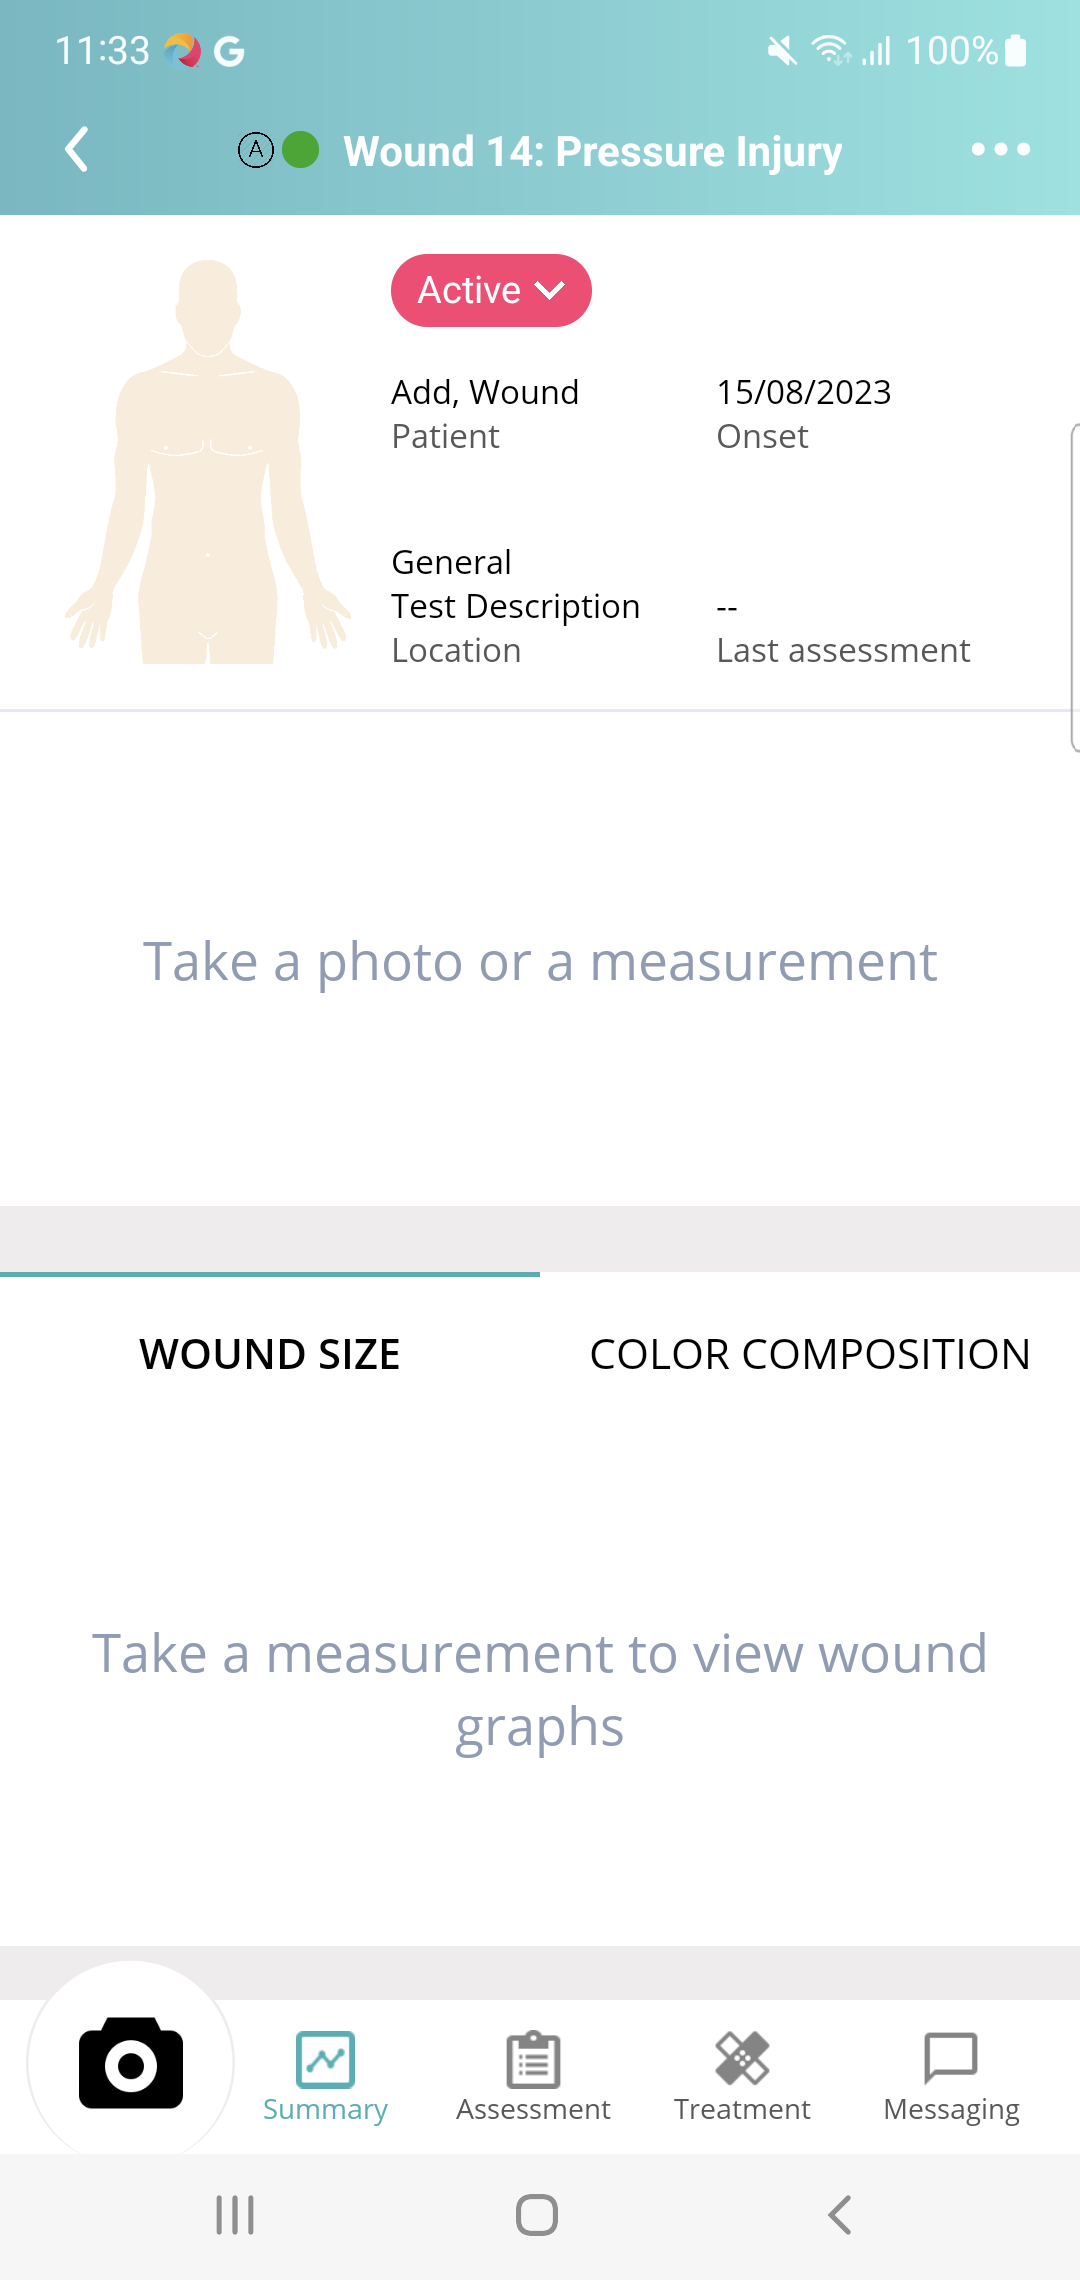 11:33 G 100%
A Wound 14: Pressure Injury
Active
Add, Wound 15/08/2023
Patient Onset
General
Test Description --
Location Last assessment
Take a photo or a measurement
WOUND SIZE COLOR COMPOSITION
Take a measurement to view wound
graphs
Summary Assessment Treatment Messaging